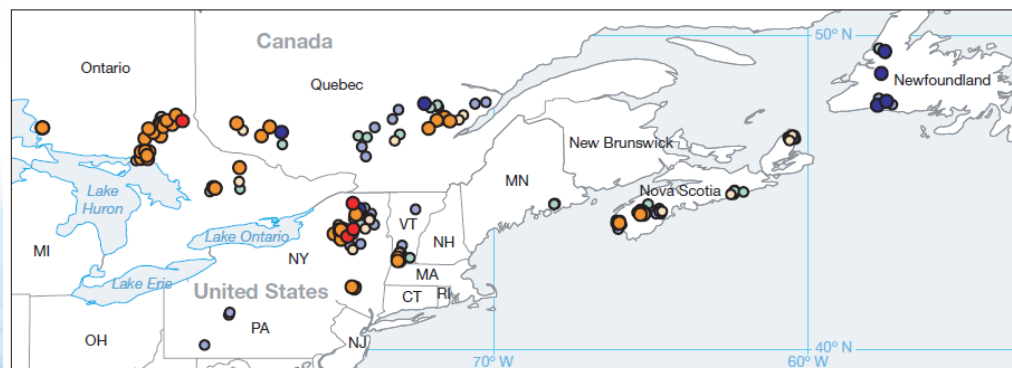 Canada
50° N
Ontario
Quebec
Newfoundland
New Brunswick
MN
Nova Scotia
Lake
Huron
Lake Ontario
VT
NH
MI
NY
MA
Lake Erie
CT
RI
United States
PA
OH
NJ
70° W
60° W
40° N